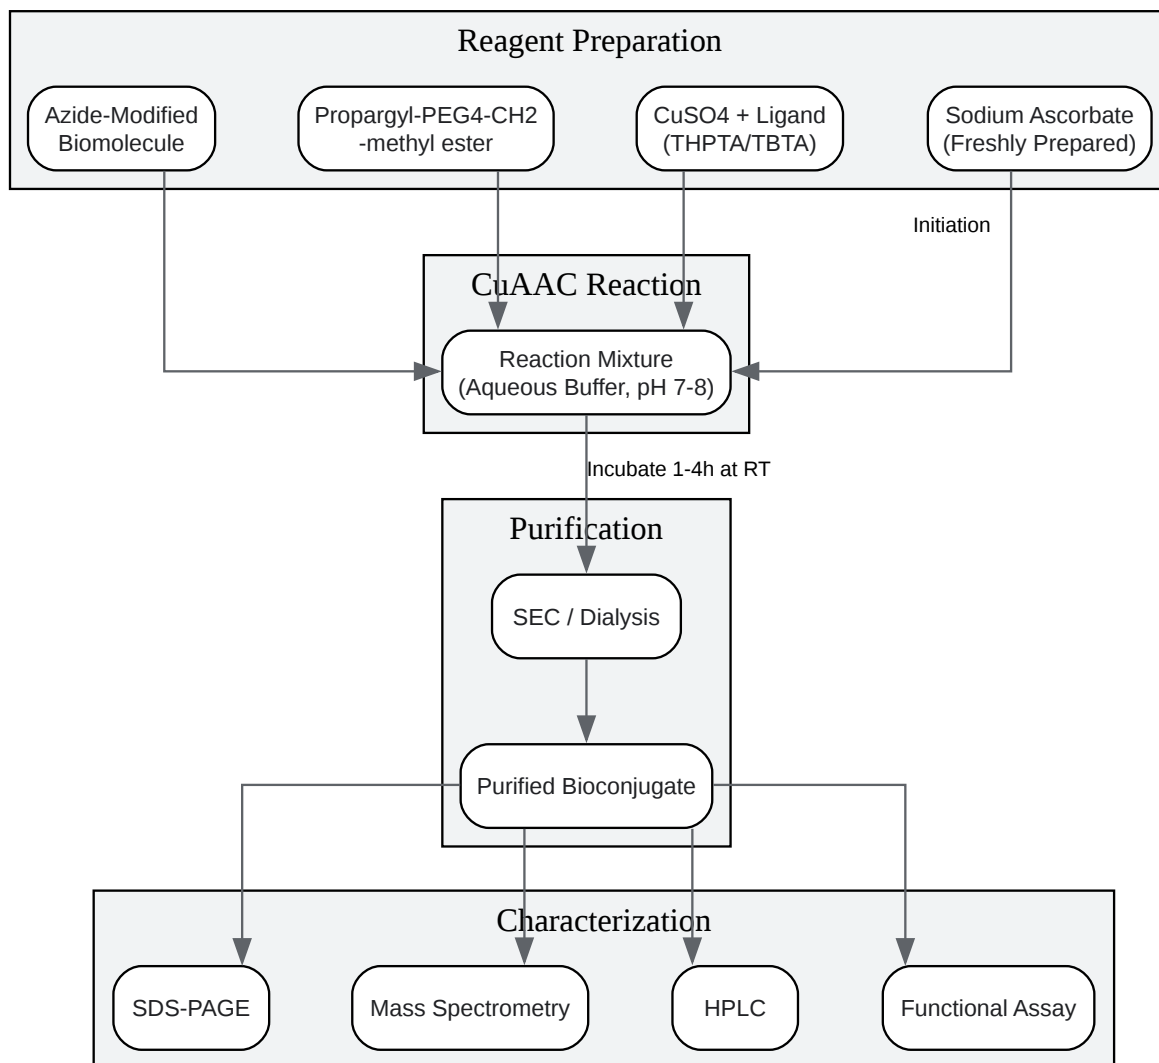 Reagent Preparation
Azide-Modified
Biomolecule
Propargyl-PEG4-CH2
-methyl ester
CuSO4 + Ligand
(THPTA/TBTA)
Sodium Ascorbate
(Freshly Prepared)
Initiation
CuAAC Reaction
Reaction Mixture
(Aqueous Buffer, pH 7-8)
Incubate 1-4h at RT
Purification
SEC / Dialysis
Purified Bioconjugate
Characterization
SDS-PAGE
Mass Spectrometry
HPLC
Functional Assay